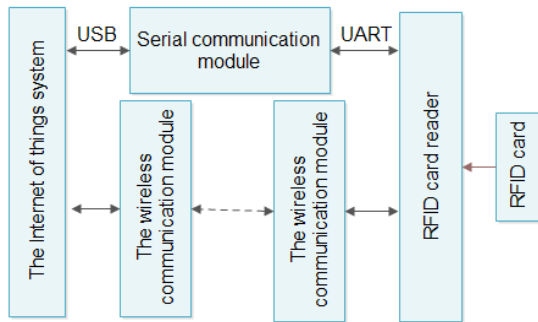 The Internet of things system
USB
Serial communication
module
UART
The wireless
communication module
The wireless
communication module
RFID card reader
RFID card